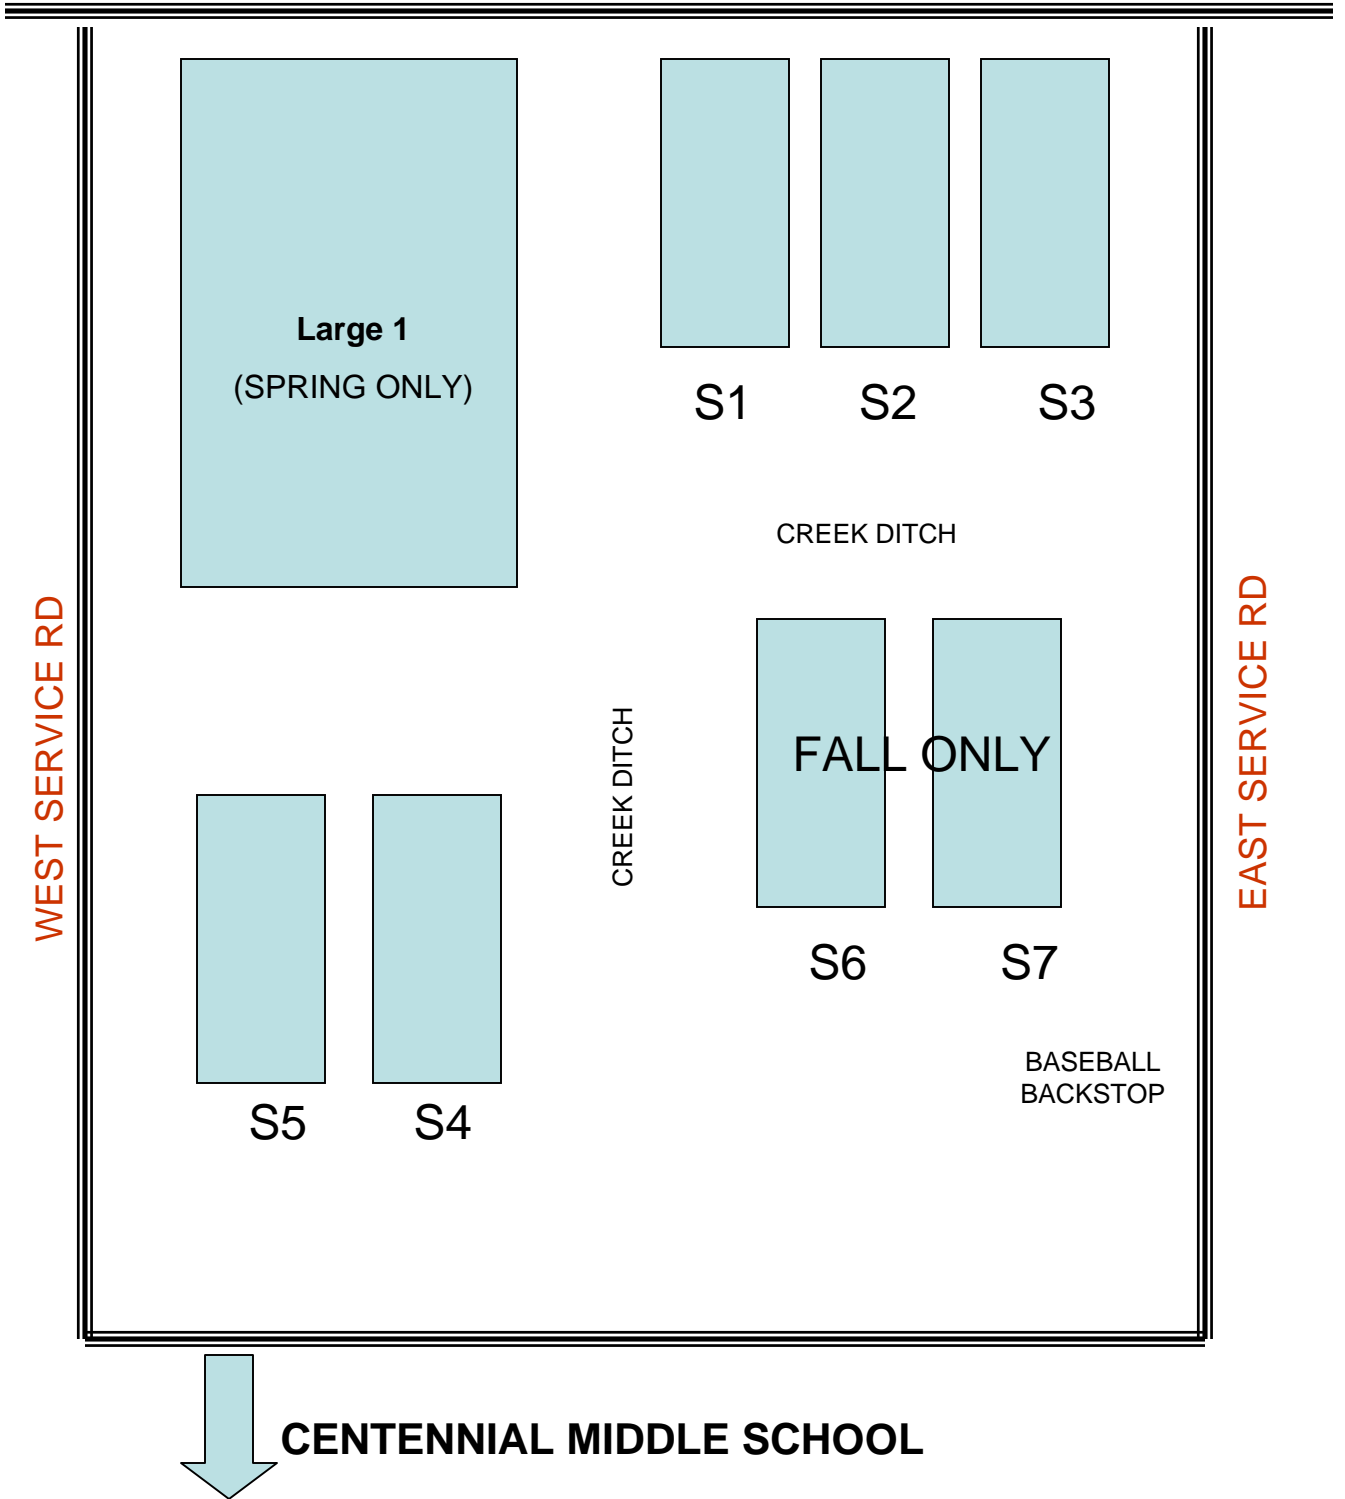 Large 1
(SPRING ONLY)
S1 S2 S3
CREEK DITCH
WEST SERVICE RD
EAST SERVICE RD
CREEK DITCH
FALL ONLY
S6 S7
BASEBALL
BACKSTOP
S5 S4
CENTENNIAL MIDDLE SCHOOL